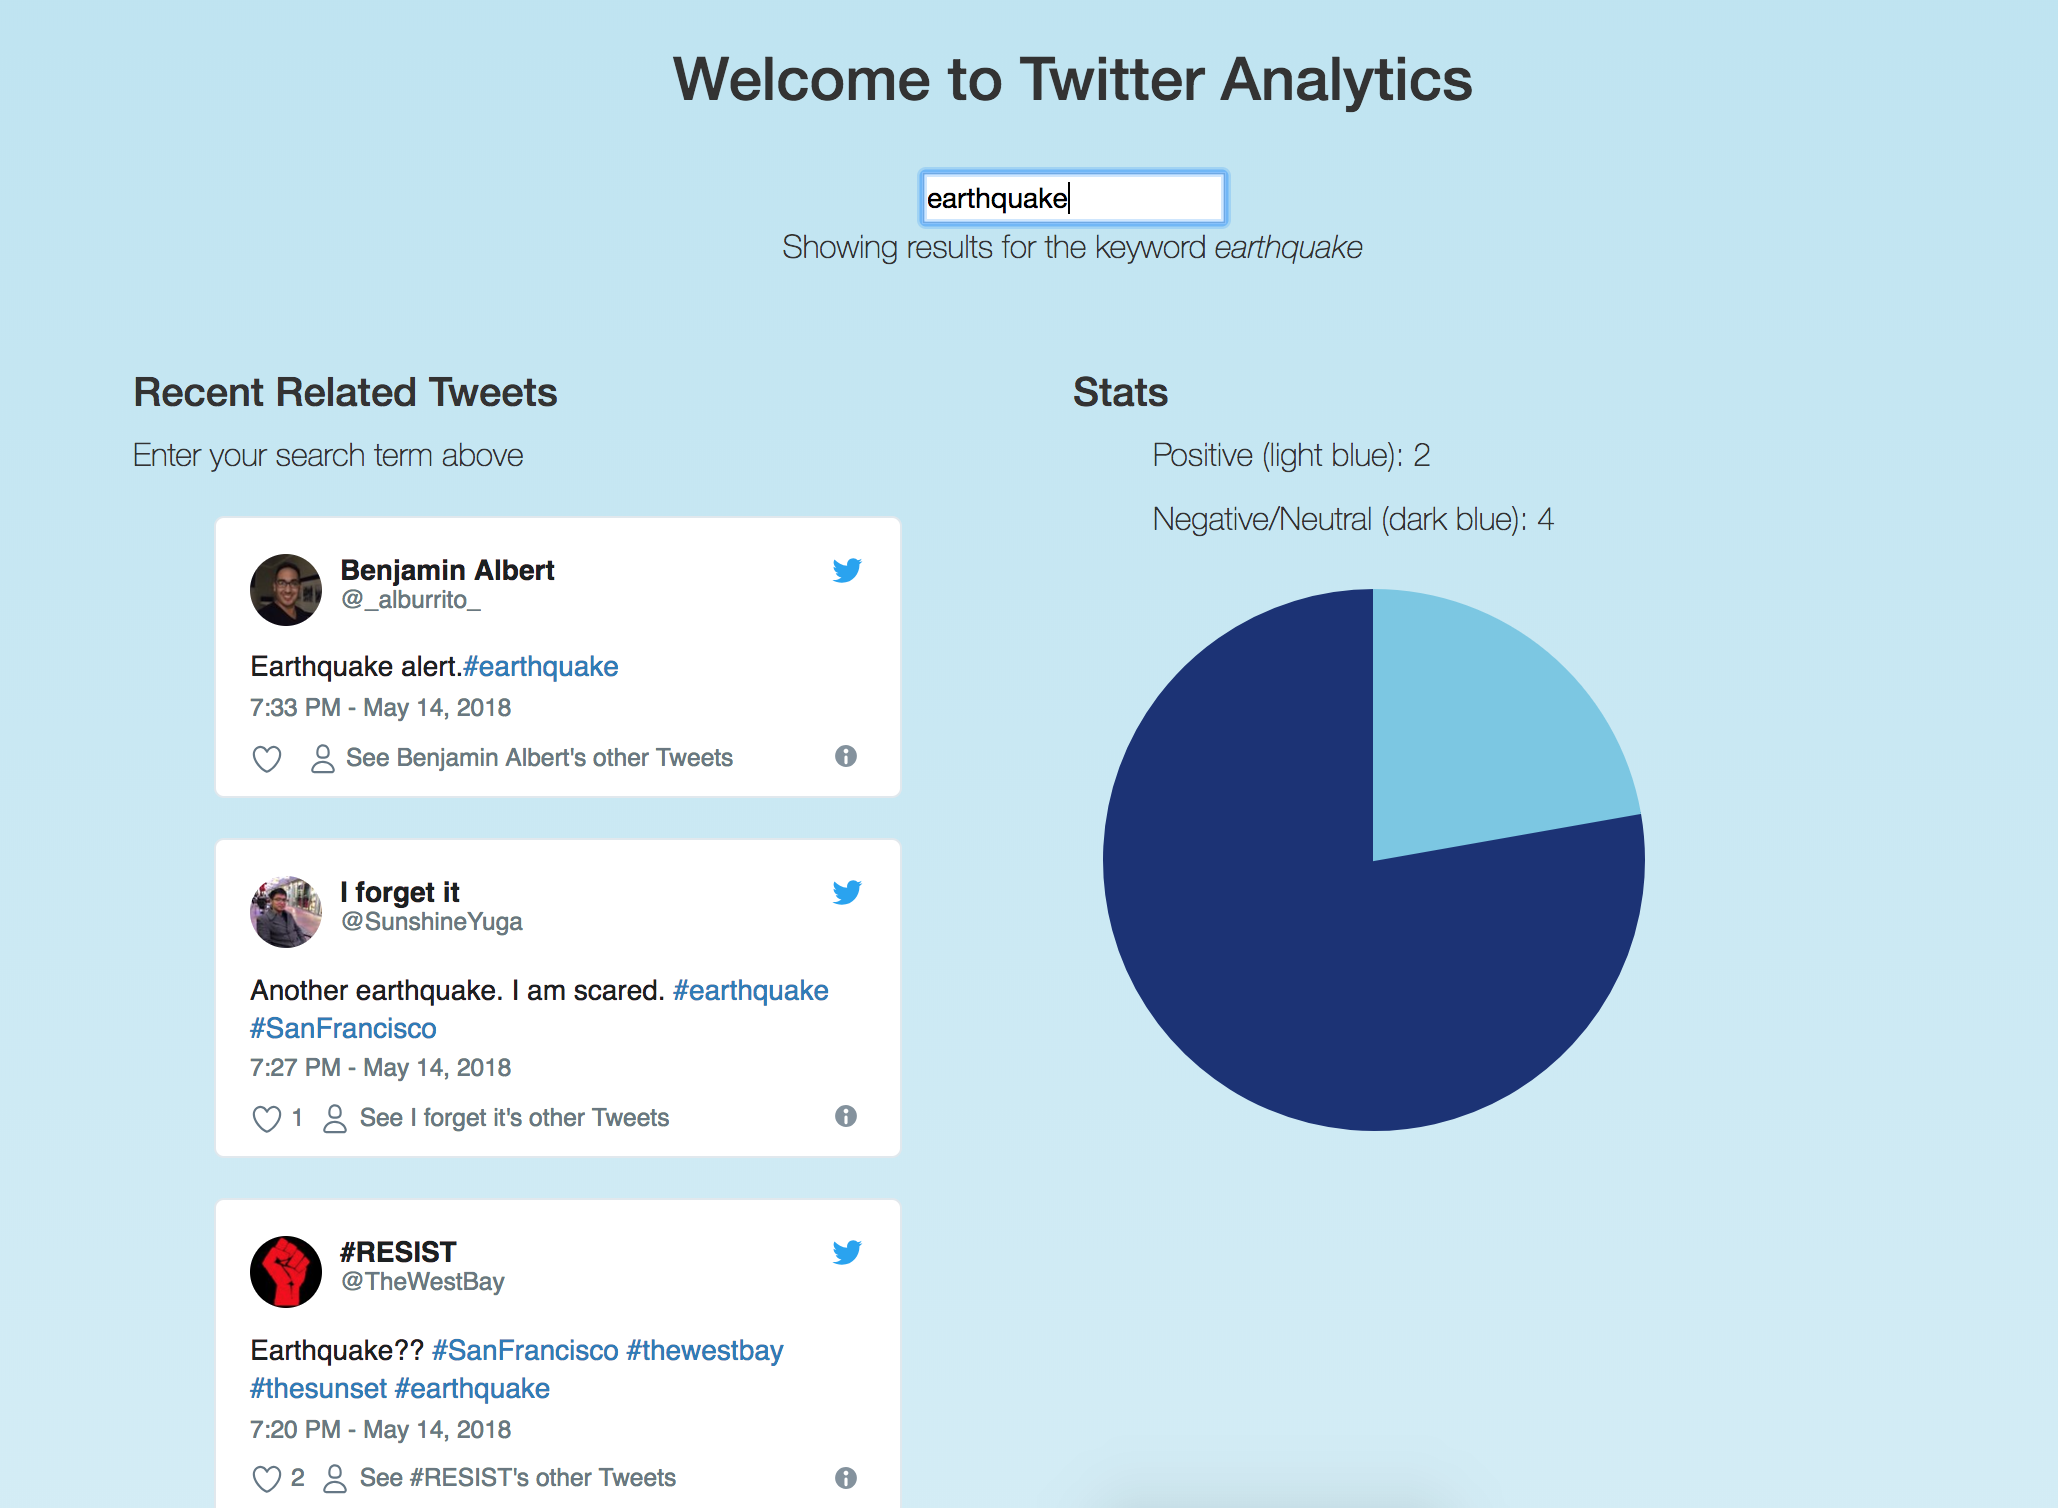 Welcome to Twitter Analytics
earthquake
Showing results for the keyword earthquake
Recent Related Tweets
Enter your search term above
Benjamin Albert
@_alburrito_
Earthquake alert.#earthquake
7:33 PM - May 14, 2018
See Benjamin Albert's other Tweets
I forget it
@SunshineYuga
Another earthquake. I am scared. #earthquake
#SanFrancisco
7:27 PM - May 14, 2018
1 See I forget it's other Tweets
#RESIST
@TheWestBay
Earthquake?? #SanFrancisco #thewestbay
#thesunset #earthquake
7:20 PM - May 14, 2018
2 See #RESIST's other Tweets
Stats
Positive (light blue): 2
Negative/Neutral (dark blue): 4